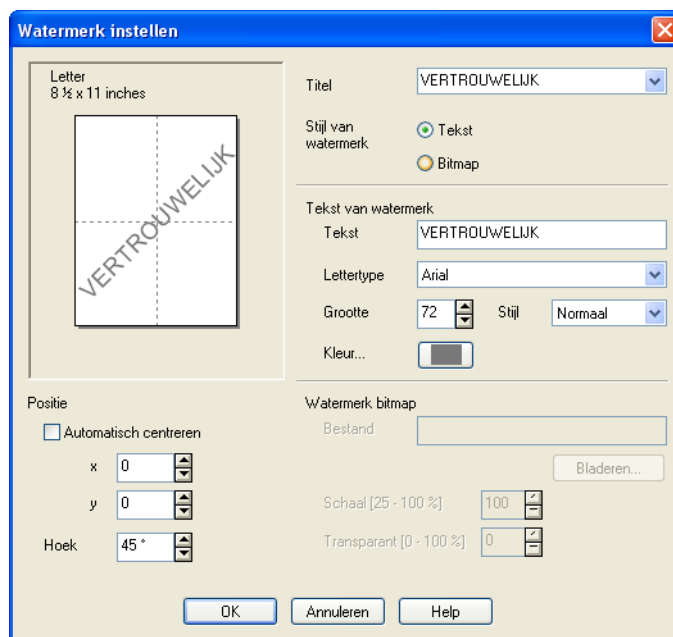 Watermerk instellen
Letter
8 ½ x 11 inches
VERTROUWELIJK
Titel VERTROUWELIJK
Stijl van
watermerk
Tekst
Bitmap
Tekst van watermerk
Tekst VERTROUWELIJK
Lettertype Arial
Grootte 72 Stijl Normaal
Kleur...
Positie
Automatisch centreren
x 0
y 0
Hoek 45 °
Watermerk bitmap
Bestand
Bladeren...
Schaal [25 - 100 %] 100
Transparant [0 - 100 %] 0
OK Annuleren Help